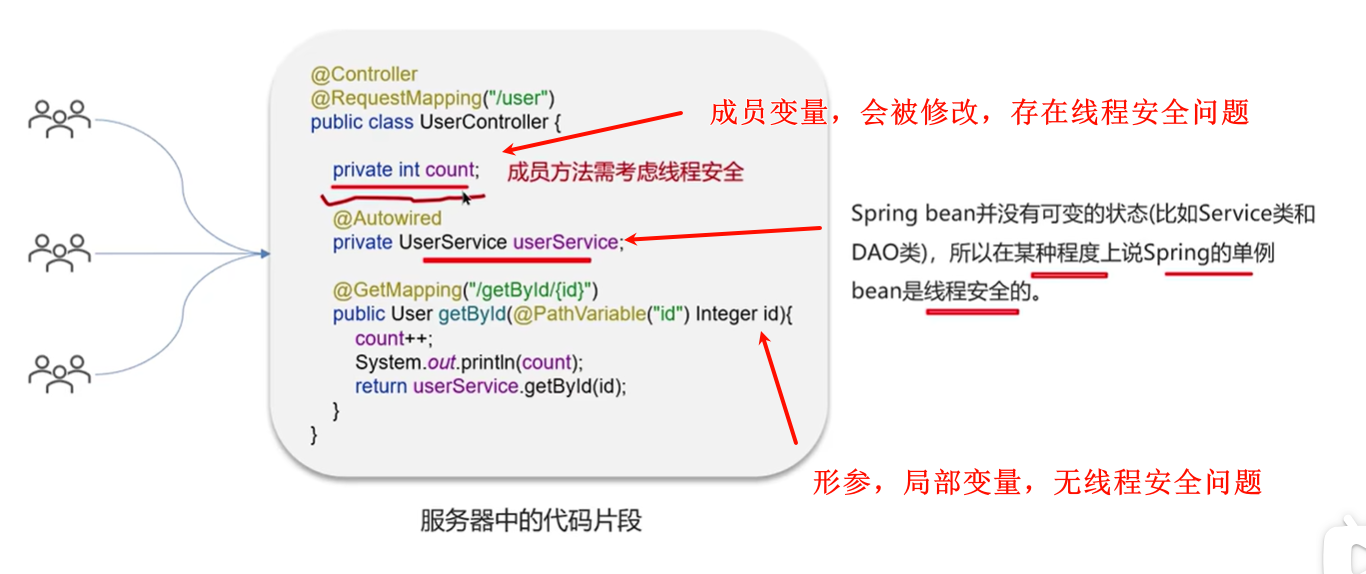 @Controller
@RequestMapping("/user")
public class UserController {
成员变量，会被修改，存在线程安全问题
private int count;
成员方法需考虑线程安全
@Autowired
private UserService userService;
Spring bean并没有可变的状态(比如Service类和
DAO类)，所以在某种程度上说Spring的单例
bean是线程安全的。
@GetMapping("/getById/{id}")
public User getById(@PathVariable("id") Integer id){
count++;
System.out.println(count);
return userService.getById(id);
}
}
形参，局部变量，无线程安全问题
服务器中的代码片段